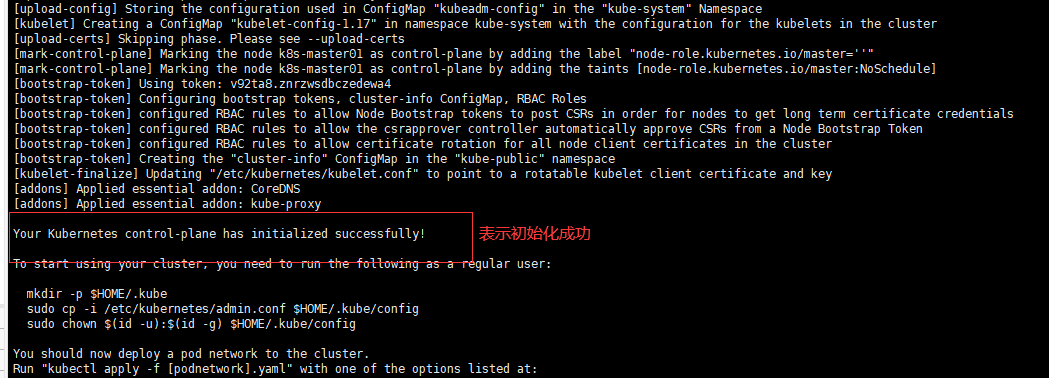 [upload-config] Storing the configuration used in ConfigMap "kubeadm-config" in the "kube-system" Namespace
[kubelet] Creating a ConfigMap "kubelet-config-1.17" in namespace kube-system with the configuration for the kubelets in the cluster
[upload-certs] Skipping phase. Please see --upload-certs
[mark-control-plane] Marking the node k8s-master01 as control-plane by adding the label "node-role.kubernetes.io/master=''"
[mark-control-plane] Marking the node k8s-master01 as control-plane by adding the taints [node-role.kubernetes.io/master:NoSchedule]
[bootstrap-token] Using token: v92ta8.znrzwsdbczedewa4
[bootstrap-token] Configuring bootstrap tokens, cluster-info ConfigMap, RBAC Roles
[bootstrap-token] configured RBAC rules to allow Node Bootstrap tokens to post CSRs in order for nodes to get long term certificate credentials
[bootstrap-token] configured RBAC rules to allow the csrapprover controller automatically approve CSRs from a Node Bootstrap Token
[bootstrap-token] configured RBAC rules to allow certificate rotation for all node client certificates in the cluster
[bootstrap-token] Creating the "cluster-info" ConfigMap in the "kube-public" namespace
[kubelet-finalize] Updating "/etc/kubernetes/kubelet.conf" to point to a rotatable kubelet client certificate and key
[addons] Applied essential addon: CoreDNS
[addons] Applied essential addon: kube-proxy
Your Kubernetes control-plane has initialized successfully! 表示初始化成功
To start using your cluster, you need to run the following as a regular user:
mkdir -p $HOME/.kube
sudo cp -i /etc/kubernetes/admin.conf $HOME/.kube/config
sudo chown $(id -u):$(id -g) $HOME/.kube/config
You should now deploy a pod network to the cluster.
Run "kubectl apply -f [podnetwork].yaml" with one of the options listed at: